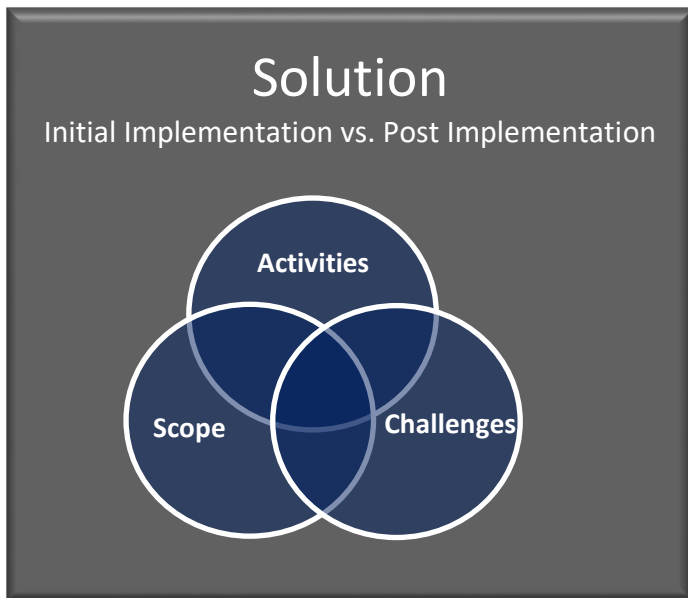 Solution
Initial Implementation vs. Post Implementation
Activities
Scope
Challenges